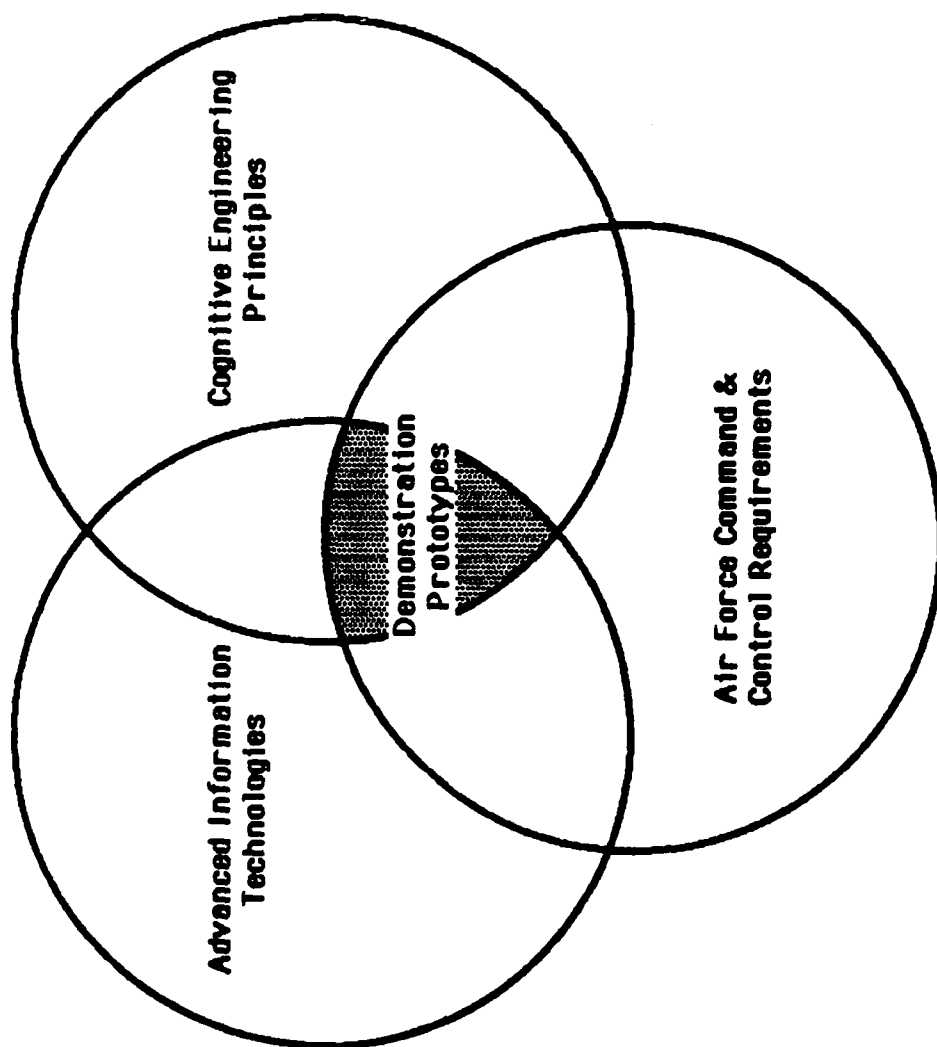 Advanced Information
Technologies
Cognitive Engineering
Principles
Demonstration
Prototypes
Air Force Command &
Control Requirements